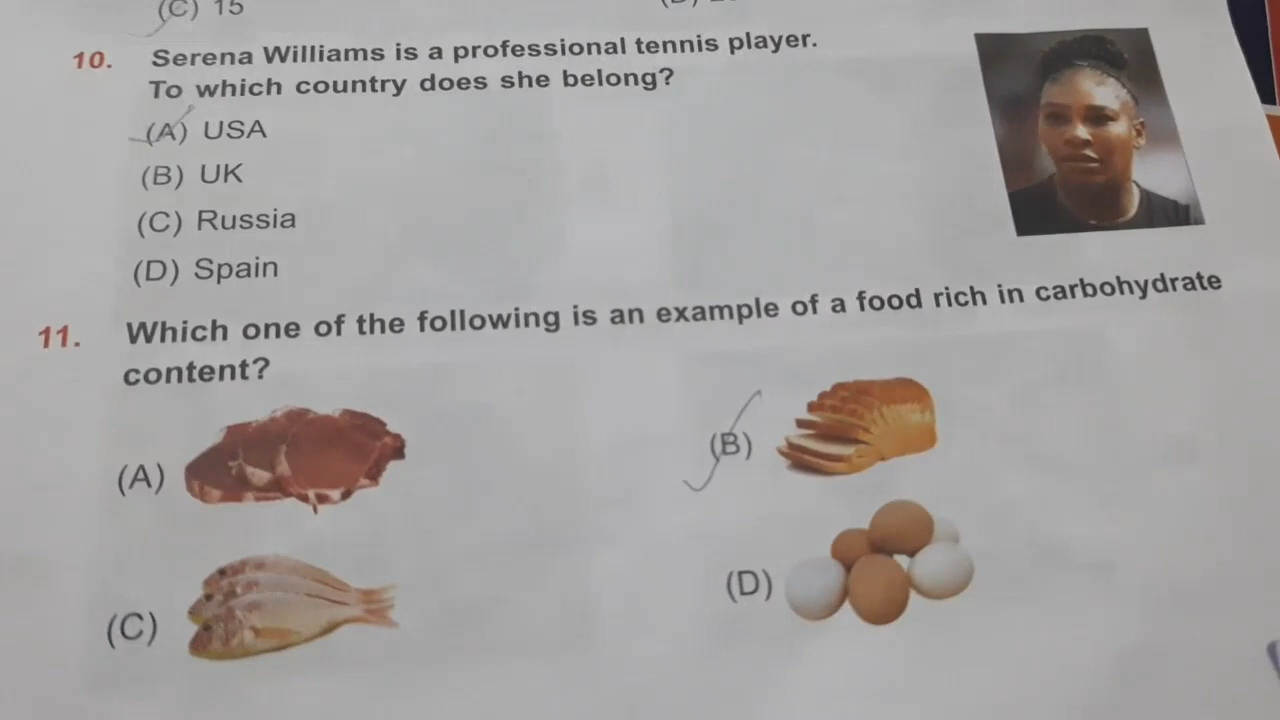 (C) 15
10. Serena Williams is a professional tennis player.
To which country does she belong?
(A) USA
(B) UK
(C) Russia
(D) Spain
11. Which one of the following is an example of a food rich in carbohydrate
content?
(A)
(B)
(C)
(D)